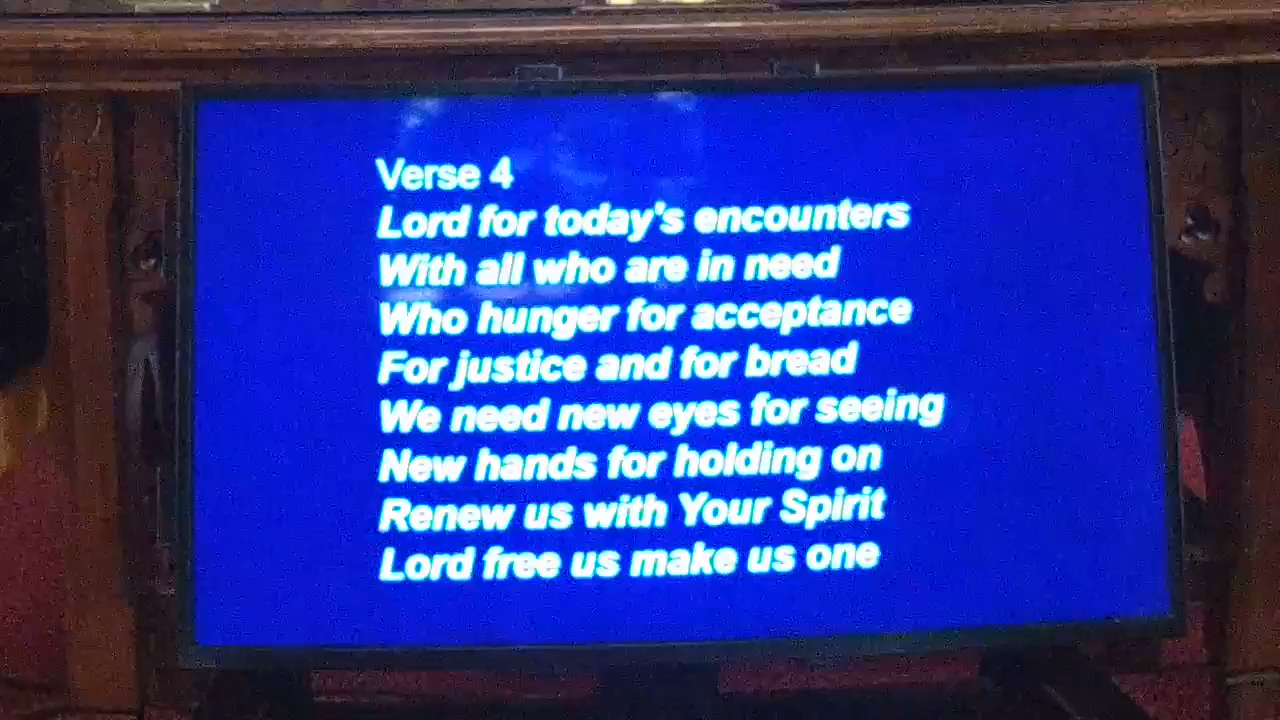 Verse 4
Lord for today's encounters
With all who are in need
Who hunger for acceptance
For justice and for bread
We need new eyes for seeing
New hands for holding on
Renew us with Your Spirit
Lord free us make us one